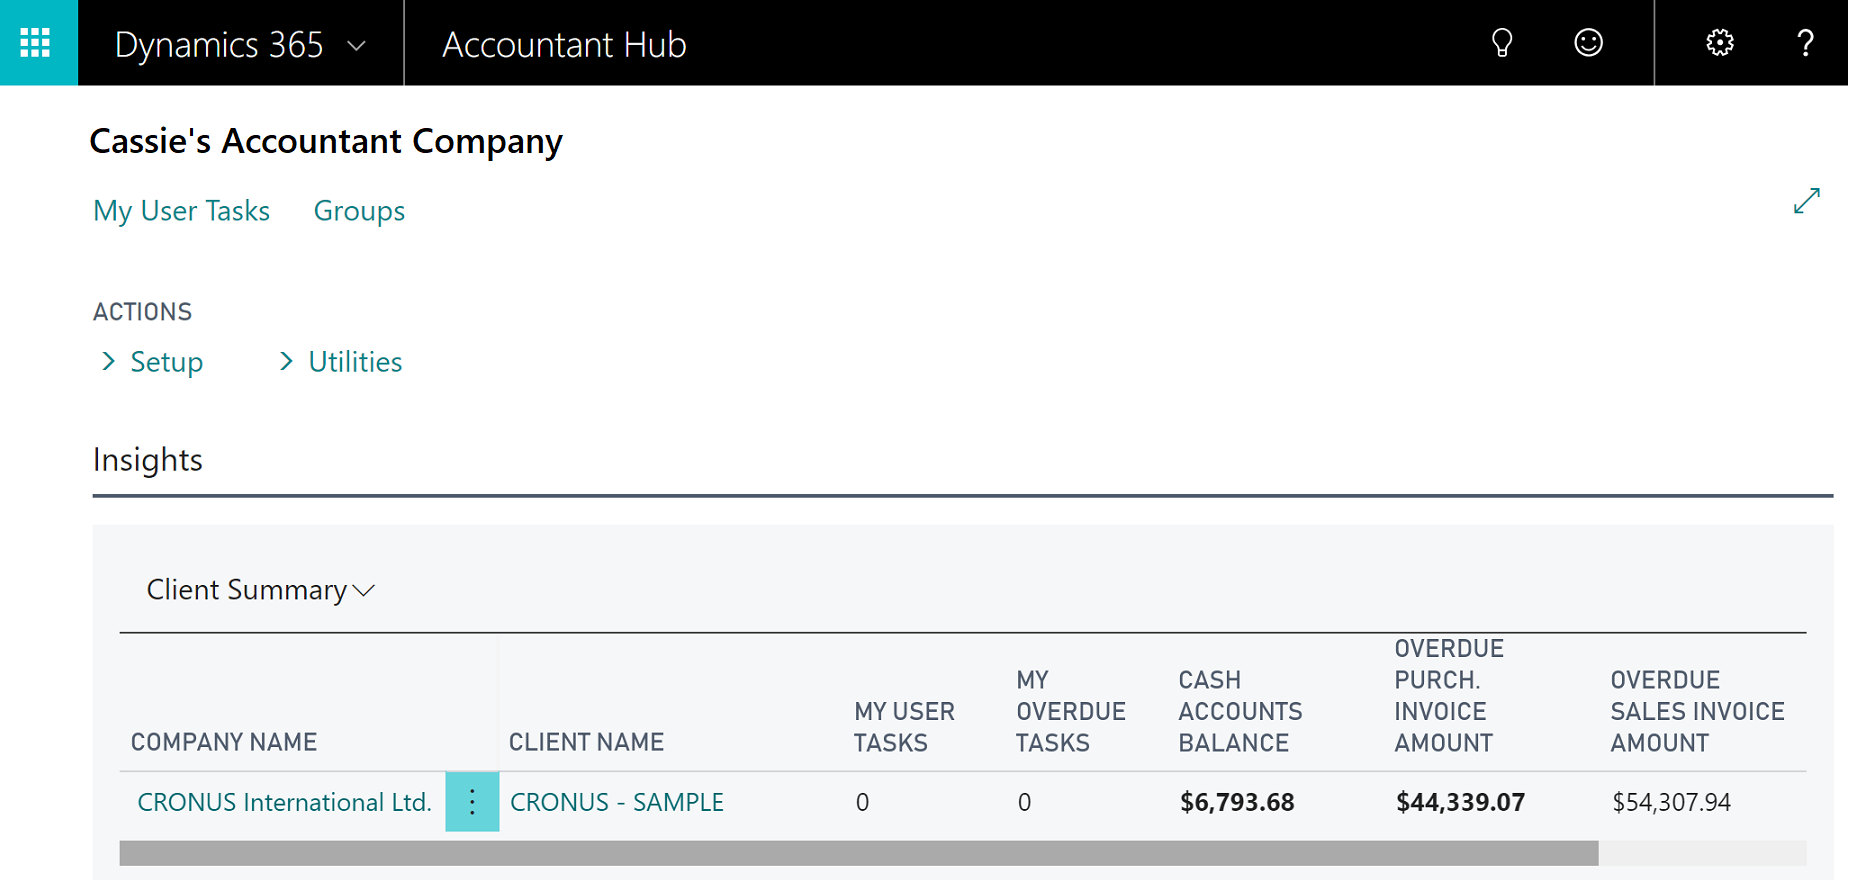 Dynamics 365 Accountant Hub ?
Cassie's Accountant Company
My User Tasks Groups
ACTIONS
Setup Utilities
Insights
Client Summary
COMPANY NAME
CLIENT NAME
MY USER
TASKS
MY
OVERDUE
TASKS
CASH
ACCOUNTS
BALANCE
OVERDUE
PURCH.
INVOICE
AMOUNT
OVERDUE
SALES INVOICE
AMOUNT
CRONUS International Ltd. CRONUS - SAMPLE 0 0 $6,793.68 $44,339.07 $54,307.94